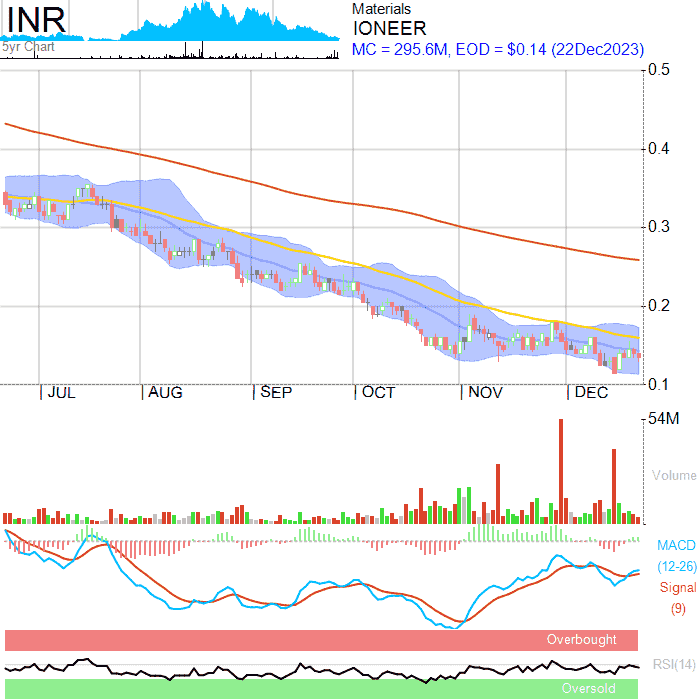 INR
5yr Chart
Materials
IONEER
MC = 295.6M, EOD = $0.14 (22Dec2023)
0.5
0.4
0.3
0.2
0.1
JUL
AUG
SEP
OCT
NOV
DEC
54M
Volume
MACD
(12-26)
Signal
(9)
Overbought
RSI(14)
Oversold